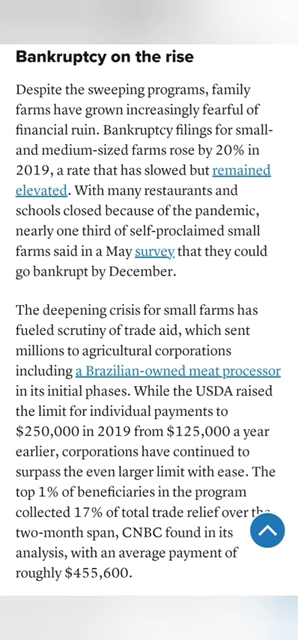 Bankruptcy on the rise
Despite the sweeping programs, family
farms have grown increasingly fearful of
financial ruin. Bankruptcy filings for small-
and medium-sized farms rose by 20% in
2019, a rate that has slowed but remained
elevated. With many restaurants and
schools closed because of the pandemic,
nearly one third of self-proclaimed small
farms said in a May survey that they could
go bankrupt by December.
The deepening crisis for small farms has
fueled scrutiny of trade aid, which sent
millions to agricultural corporations
including a Brazilian-owned meat processor
in its initial phases. While the USDA raised
the limit for individual payments to
$250,000 in 2019 from $125,000 a year
earlier, corporations have continued to
surpass the even larger limit with ease. The
top 1% of beneficiaries in the program
collected 17% of total trade relief over the
two-month span, CNBC found in its
analysis, with an average payment of
roughly $455,600.